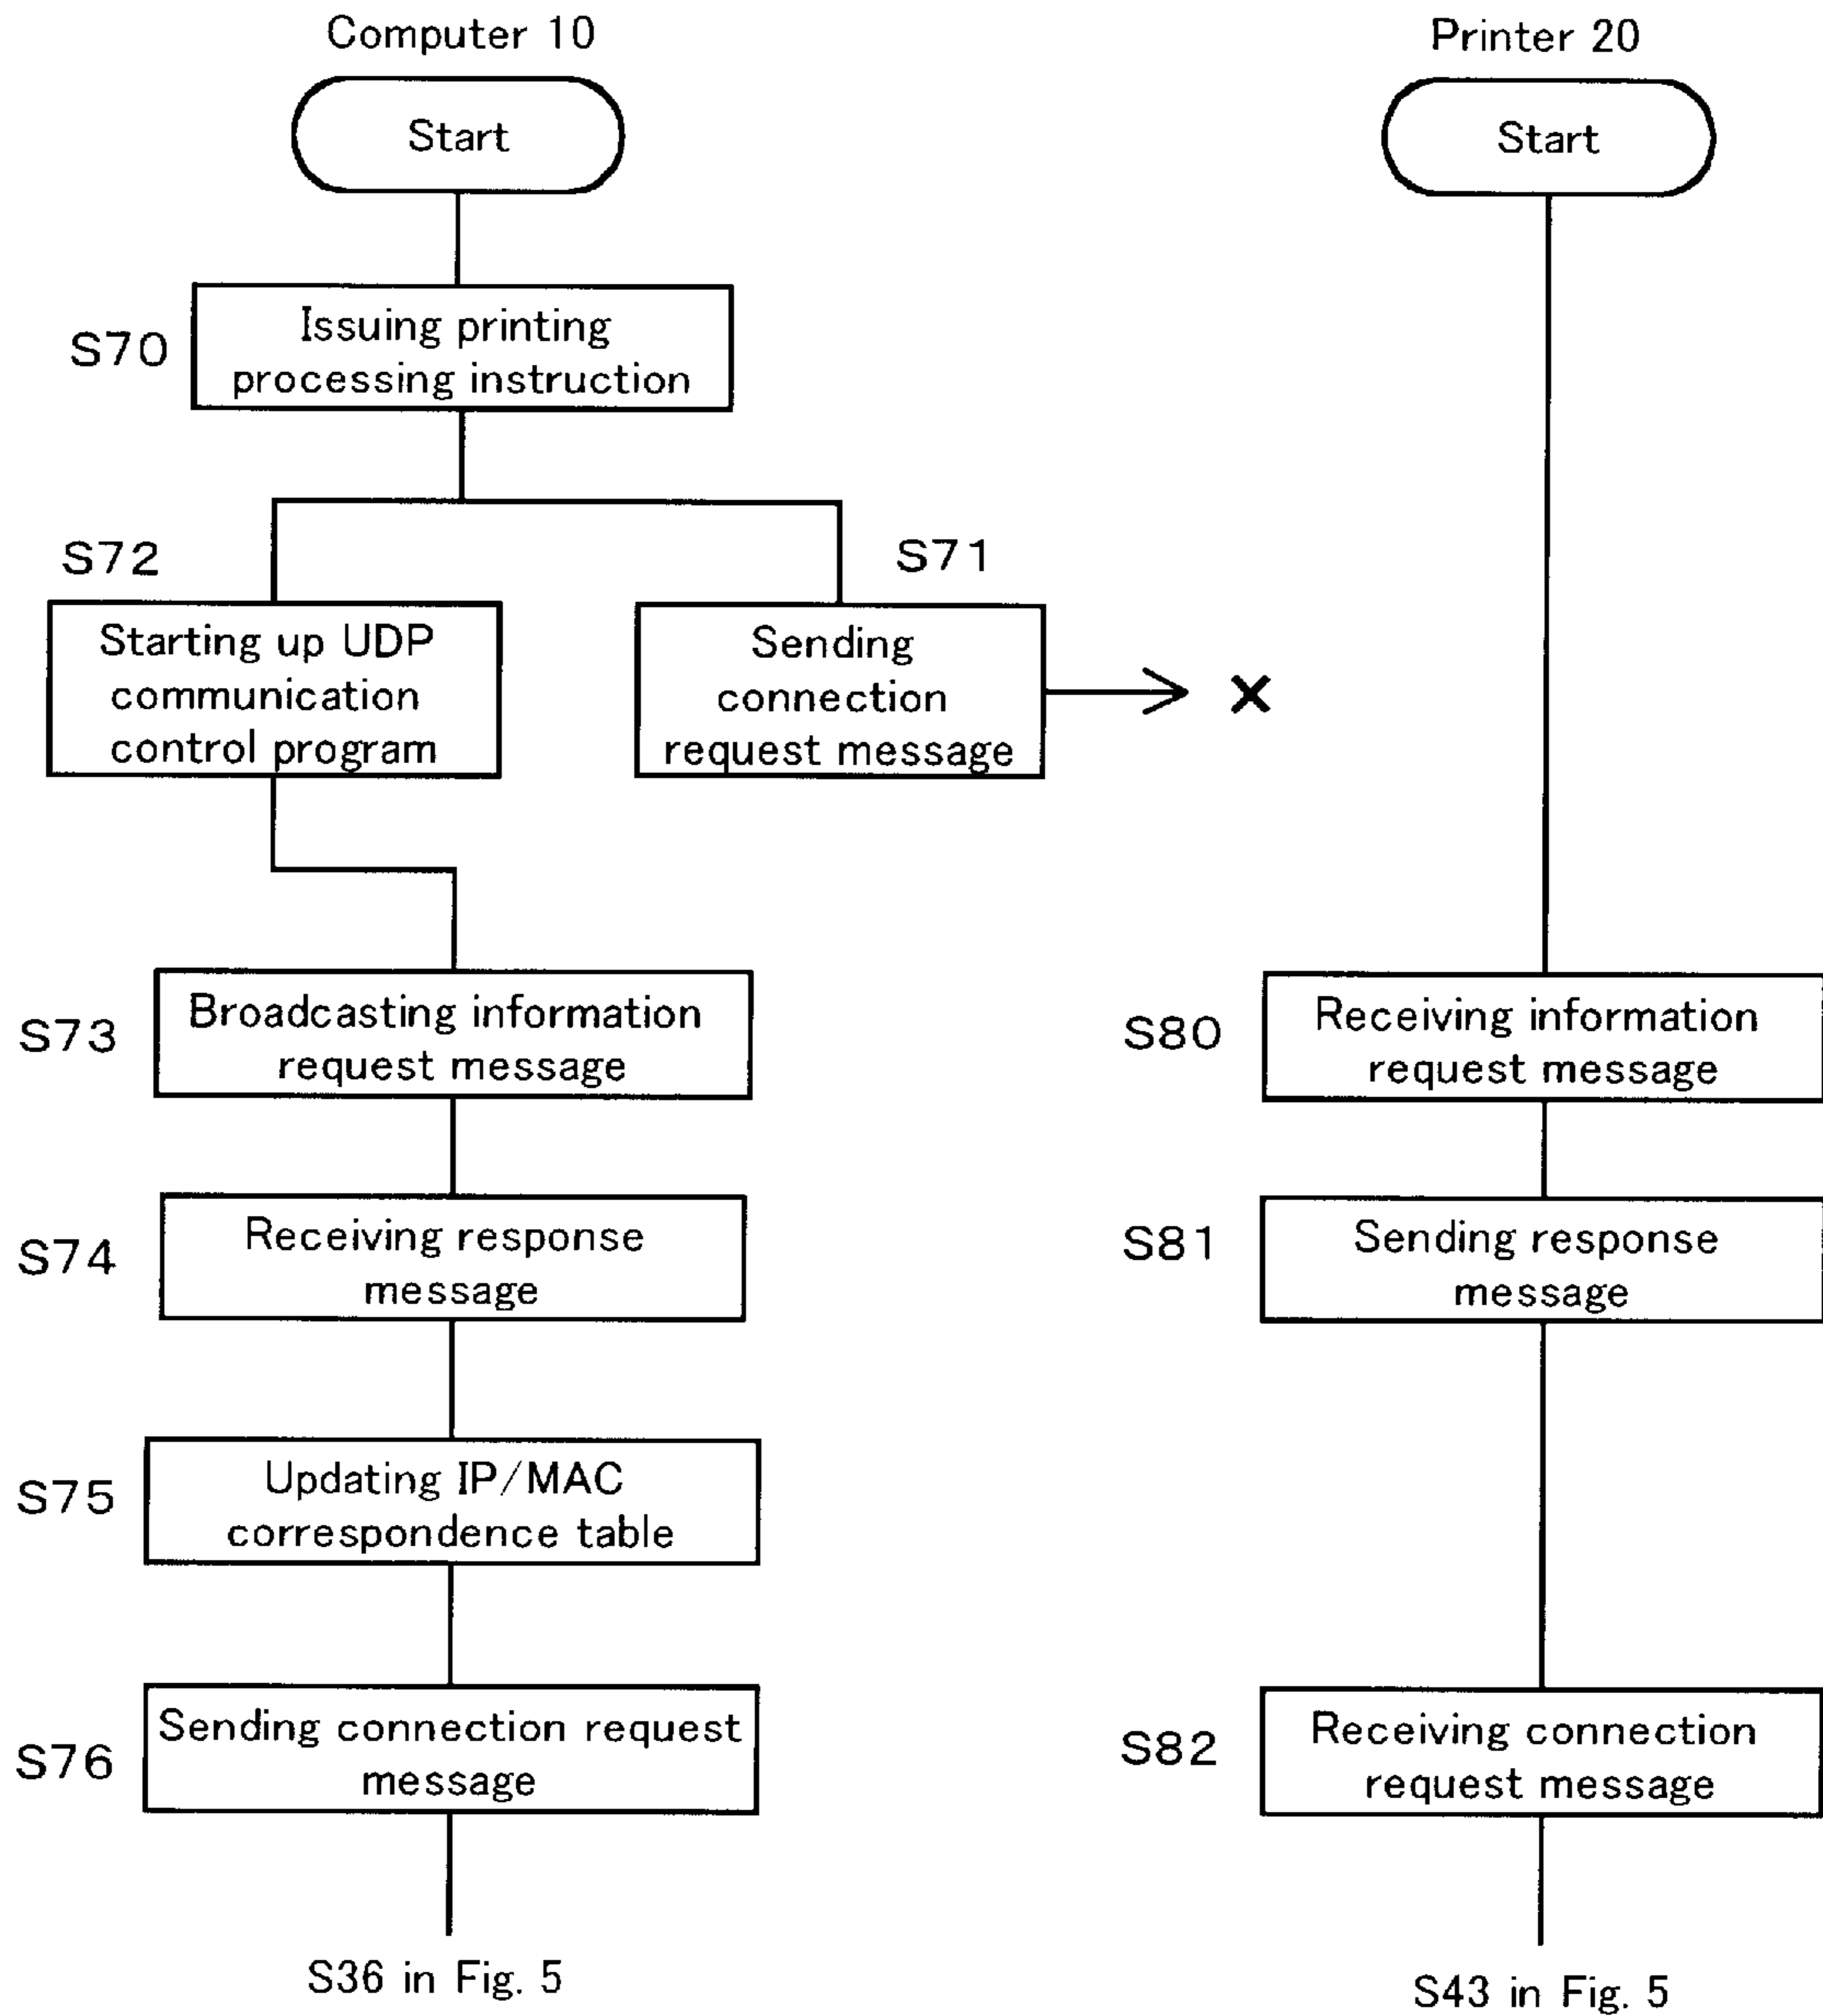 Computer 10
Start
S70
Issuing printing
processing instruction
S72
Starting up UDP
communication
control program
S71
Sending
connection
request message
×
S73
Broadcasting information
request message
S74
Receiving response
message
S75
Updating IP/MAC
correspondence table
S76
Sending connection request
message
S36 in Fig. 5
Printer 20
Start
S80
Receiving information
request message
S81
Sending response
message
S82
Receiving connection
request message
S43 in Fig. 5